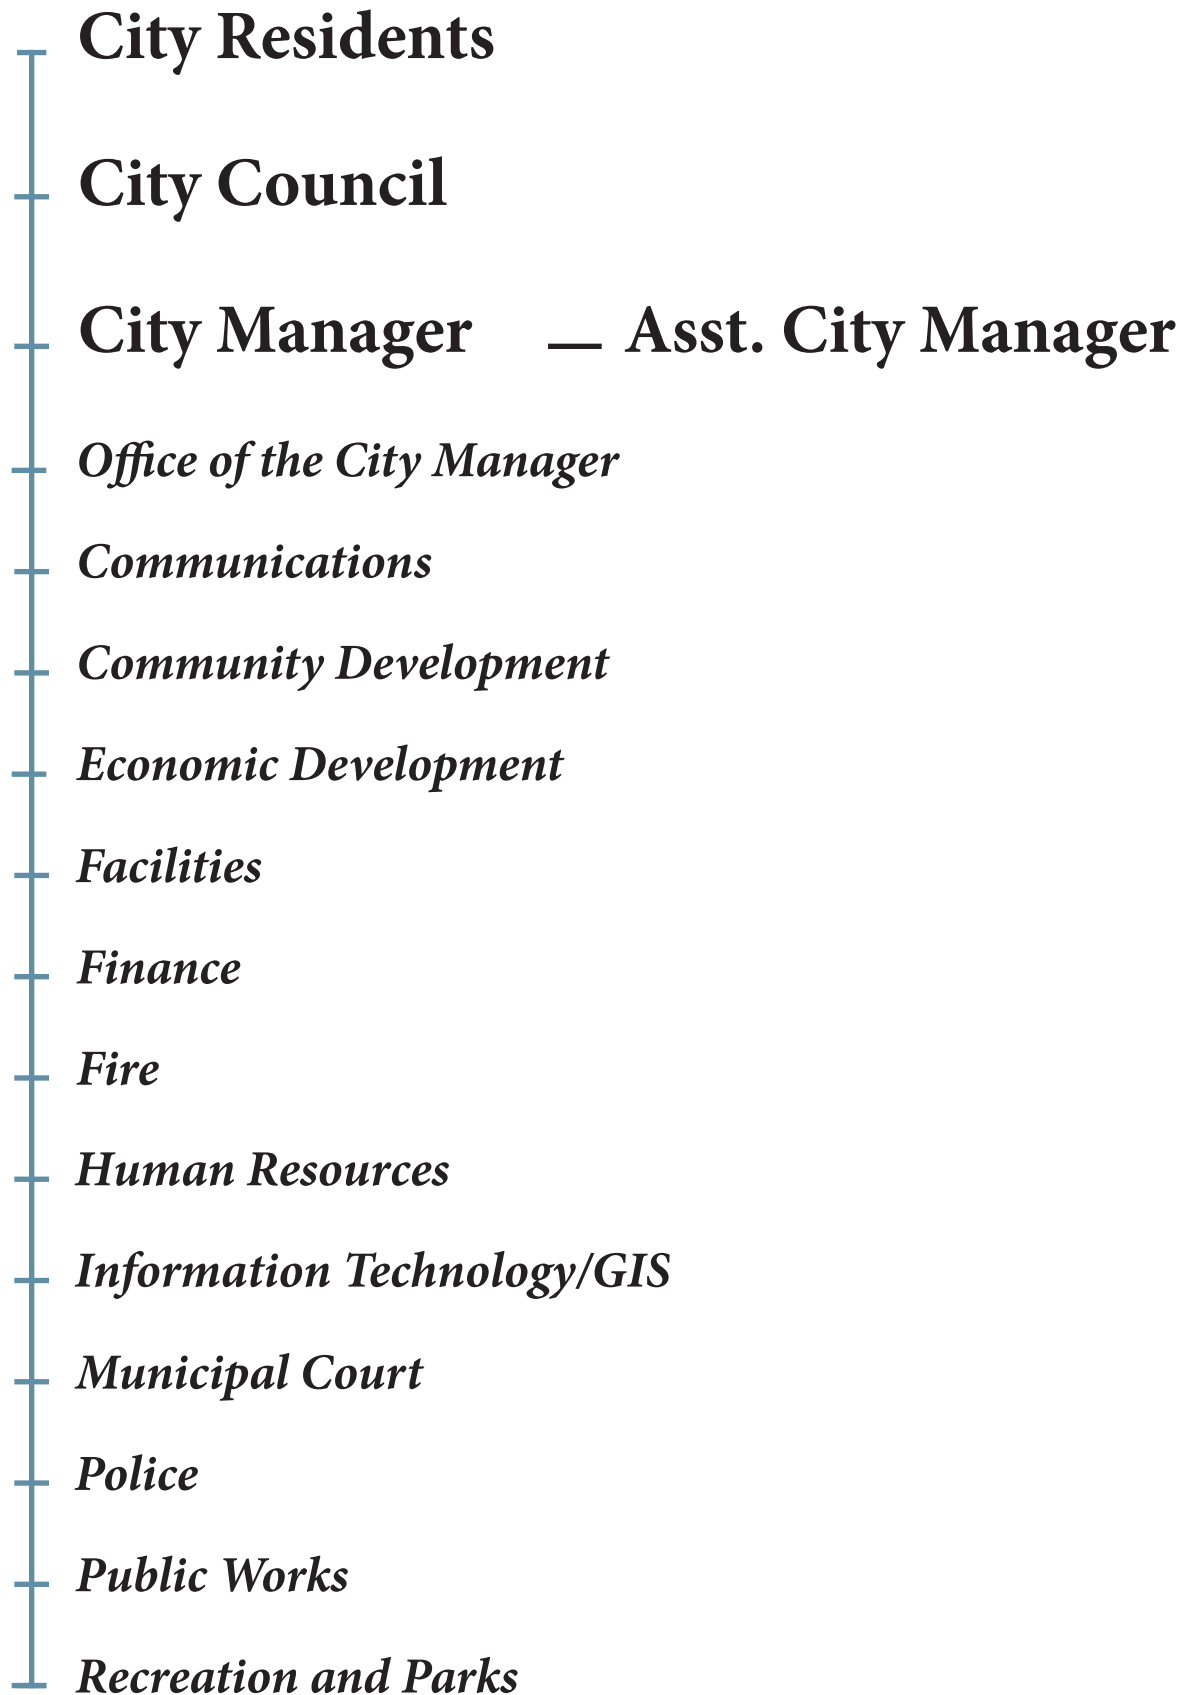 City Residents
City Council
City Manager — Asst. City Manager
Office of the City Manager
Communications
Community Development
Economic Development
Facilities
Finance
Fire
Human Resources
Information Technology/GIS
Municipal Court
Police
Public Works
Recreation and Parks